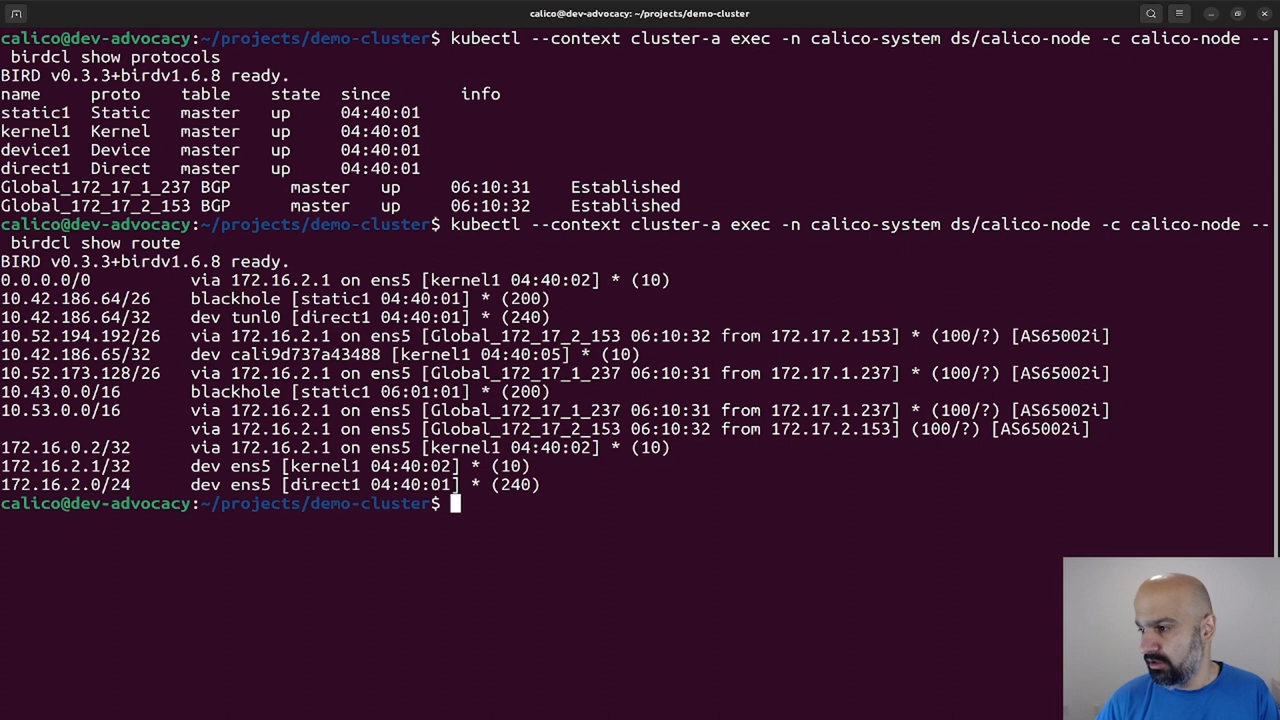 calico@dev-advocacy: ~/projects/demo-cluster
calico@dev-advocacy:~/projects/demo-cluster$ kubectl --context cluster-a exec -n calico-system ds/calico-node -c calico-node --
birdcl show protocols
BIRD v0.3.3+birdv1.6.8 ready.
name proto table state since info
static1 Static master up 04:40:01
kernel1 Kernel master up 04:40:01
device1 Device master up 04:40:01
direct1 Direct master up 04:40:01
Global_172_17_1_237 BGP master up 06:10:31 Established
Global_172_17_2_153 BGP master up 06:10:32 Established
calico@dev-advocacy:~/projects/demo-cluster$ kubectl --context cluster-a exec -n calico-system ds/calico-node -c calico-node --
birdcl show route
BIRD v0.3.3+birdv1.6.8 ready.
0.0.0.0/0 via 172.16.2.1 on ens5 [kernel1 04:40:02] * (10)
10.42.186.64/26 blackhole [static1 04:40:01] * (200)
10.42.186.64/32 dev tunl0 [direct1 04:40:01] * (240)
10.52.194.192/26 via 172.16.2.1 on ens5 [Global_172_17_2_153 06:10:32 from 172.17.2.153] * (100/?) [AS65002i]
10.42.186.65/32 dev cali9d737a43488 [kernel1 04:40:05] * (10)
10.52.173.128/26 via 172.16.2.1 on ens5 [Global_172_17_1_237 06:10:31 from 172.17.1.237] * (100/?) [AS65002i]
10.43.0.0/16 blackhole [static1 06:01:01] * (200)
10.53.0.0/16 via 172.16.2.1 on ens5 [Global_172_17_1_237 06:10:31 from 172.17.1.237] * (100/?) [AS65002i]
via 172.16.2.1 on ens5 [Global_172_17_2_153 06:10:32 from 172.17.2.153] (100/?) [AS65002i]
172.16.0.2/32 via 172.16.2.1 on ens5 [kernel1 04:40:02] * (10)
172.16.2.1/32 dev ens5 [kernel1 04:40:02] * (10)
172.16.2.0/24 dev ens5 [direct1 04:40:01] * (240)
calico@dev-advocacy:~/projects/demo-cluster$